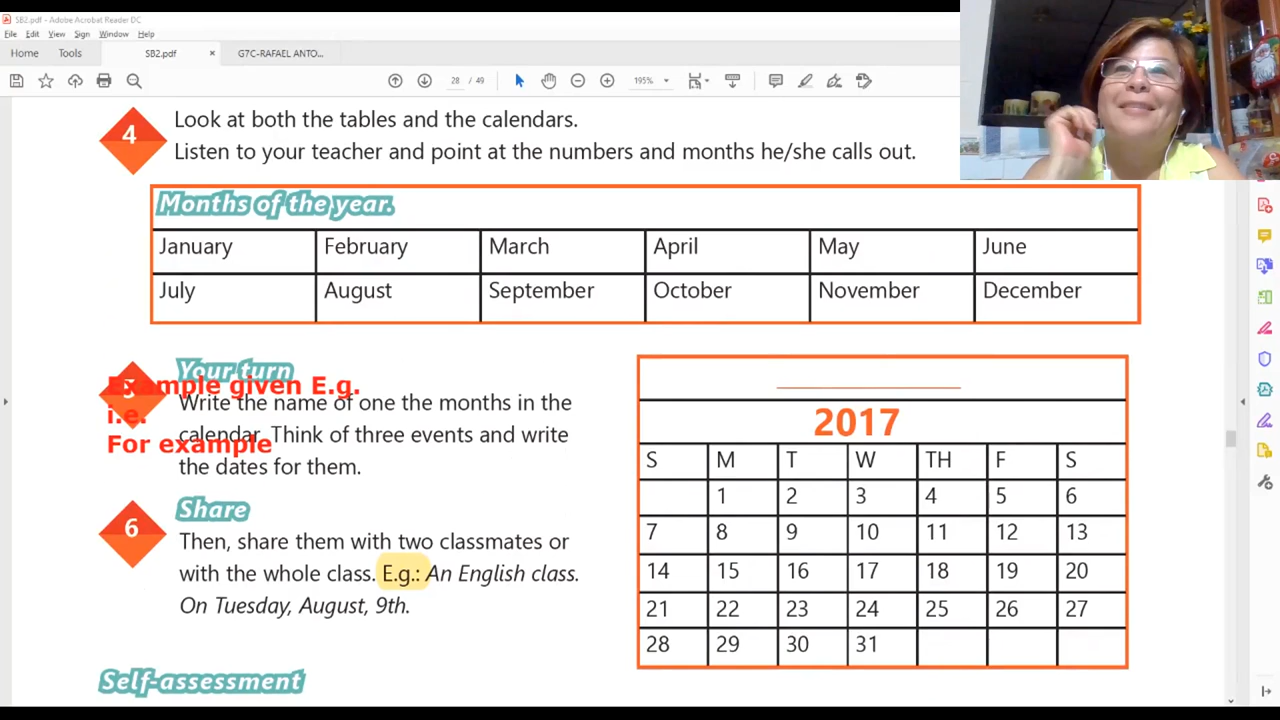 SB2.pdf - Adobe Acrobat Reader DC
File Edit View Sign Window Help
Home Tools SB2.pdf × G7C-RAFAEL ANTO...
28 / 49 195%
4
Look at both the tables and the calendars.
Listen to your teacher and point at the numbers and months he/she calls out.
Months of the year.
January February March April May June
July August September October November December
5
Your turn
Write the name of one the months in the
calendar. Think of three events and write
the dates for them.
Example given E.g.
i.e.
For example
6
Share
Then, share them with two classmates or
with the whole class. E.g.: An English class.
On Tuesday, August, 9th.
Self-assessment
2017
S M T W TH F S
1 2 3 4 5 6
7 8 9 10 11 12 13
14 15 16 17 18 19 20
21 22 23 24 25 26 27
28 29 30 31